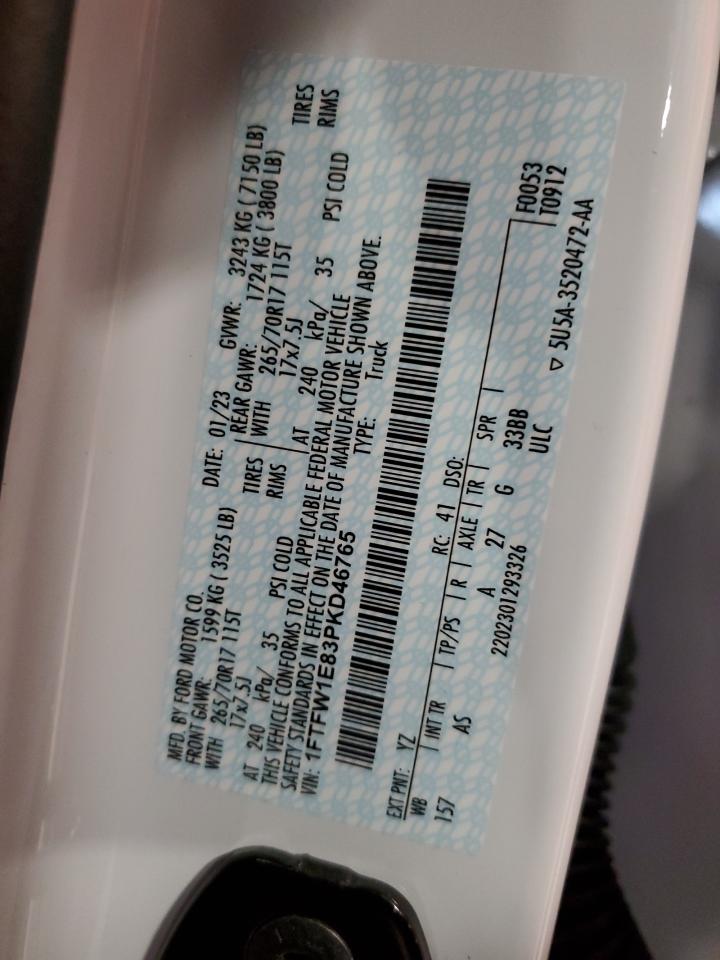 MFD. BY FORD MOTOR CO. DATE: 01/23 GVWR: 3243 KG ( 7150 LB)
FRONT GAWR: 1599 KG ( 3525 LB) REAR GAWR: 1724 KG ( 3800 LB)
WITH 265/70R17 115T TIRES WITH 265/70R17 115T TIRES
17x7.5J RIMS 17x7.5J RIMS
AT 240 kPa/ 35 PSI COLD AT 240 kPa/ 35 PSI COLD
THIS VEHICLE CONFORMS TO ALL APPLICABLE FEDERAL MOTOR VEHICLE
SAFETY STANDARDS IN EFFECT ON THE DATE OF MANUFACTURE SHOWN ABOVE.
VIN: 1FTFW1E83PKD46765 TYPE: Truck
EXT PNT: YZ RC: 41 DSO: F0053
WB INT TR TP/PS R AXLE TR SPR T0912
157 AS A 27 G 33BB
2202301293326 ULC ▽ 5U5A-3520472-AA